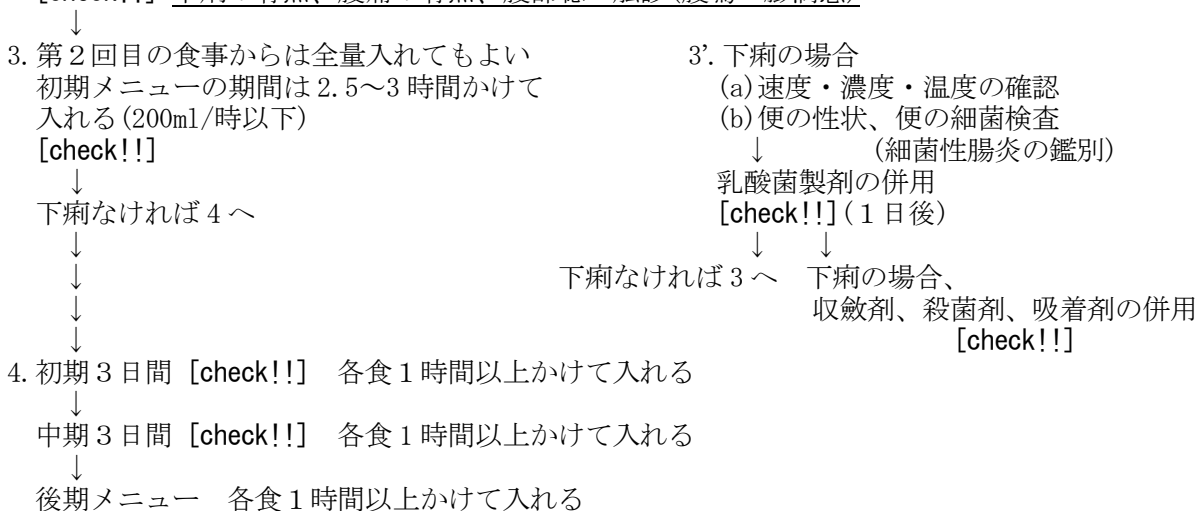 ↓
3. 第２回目の食事からは全量入れてもよい
初期メニューの期間は 2.5～3 時間かけて
入れる(200ml/時以下)
[check!!]
↓
下痢なければ 4 へ
↓
↓
↓
↓
3’. 下痢の場合
(a)速度・濃度・温度の確認
(b)便の性状、便の細菌検査
↓ (細菌性腸炎の鑑別)
乳酸菌製剤の併用
[check!!](１日後)
↓ ↓
下痢なければ 3 へ 下痢の場合、
収斂剤、殺菌剤、吸着剤の併用
[check!!]
4. 初期３日間 [check!!] 各食１時間以上かけて入れる
↓
中期３日間 [check!!] 各食１時間以上かけて入れる
↓
後期メニュー 各食１時間以上かけて入れる